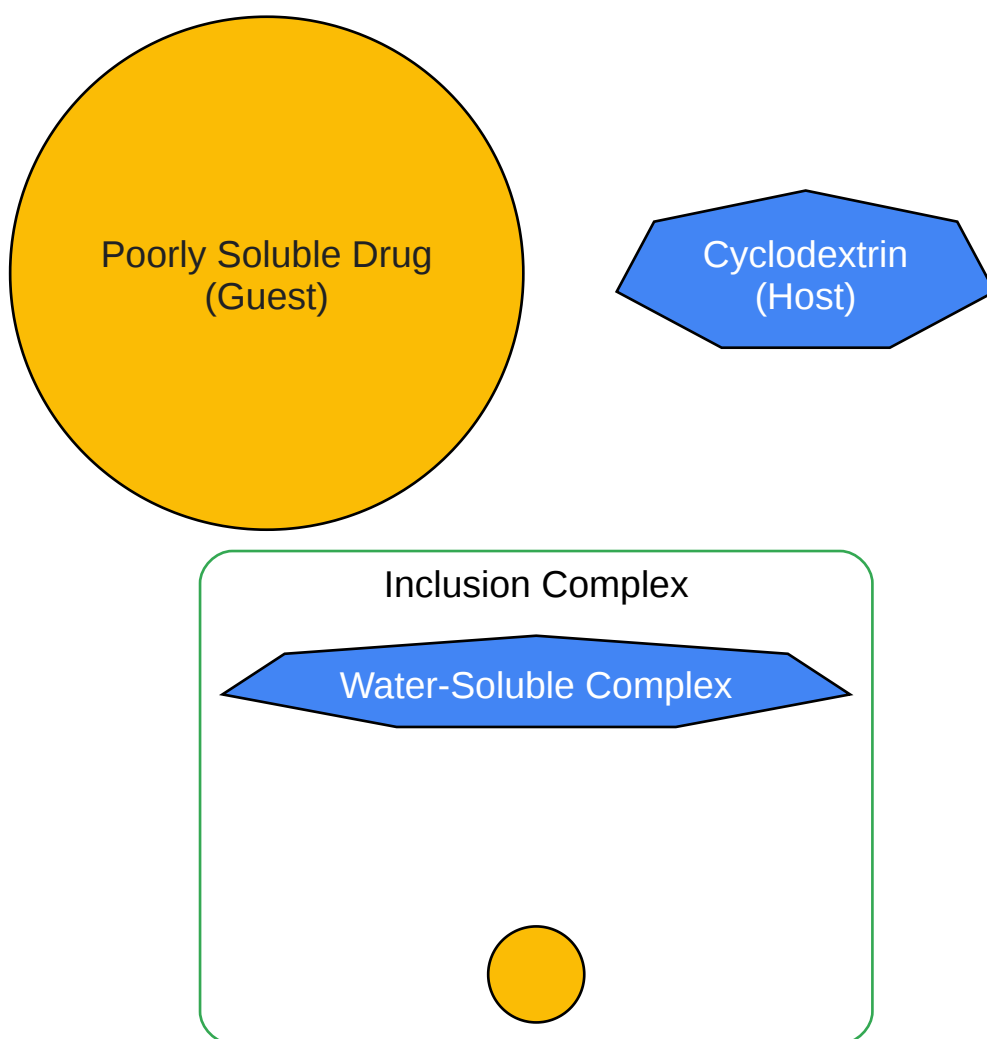 Poorly Soluble Drug
(Guest)
Cyclodextrin
(Host)
Inclusion Complex
Water-Soluble Complex